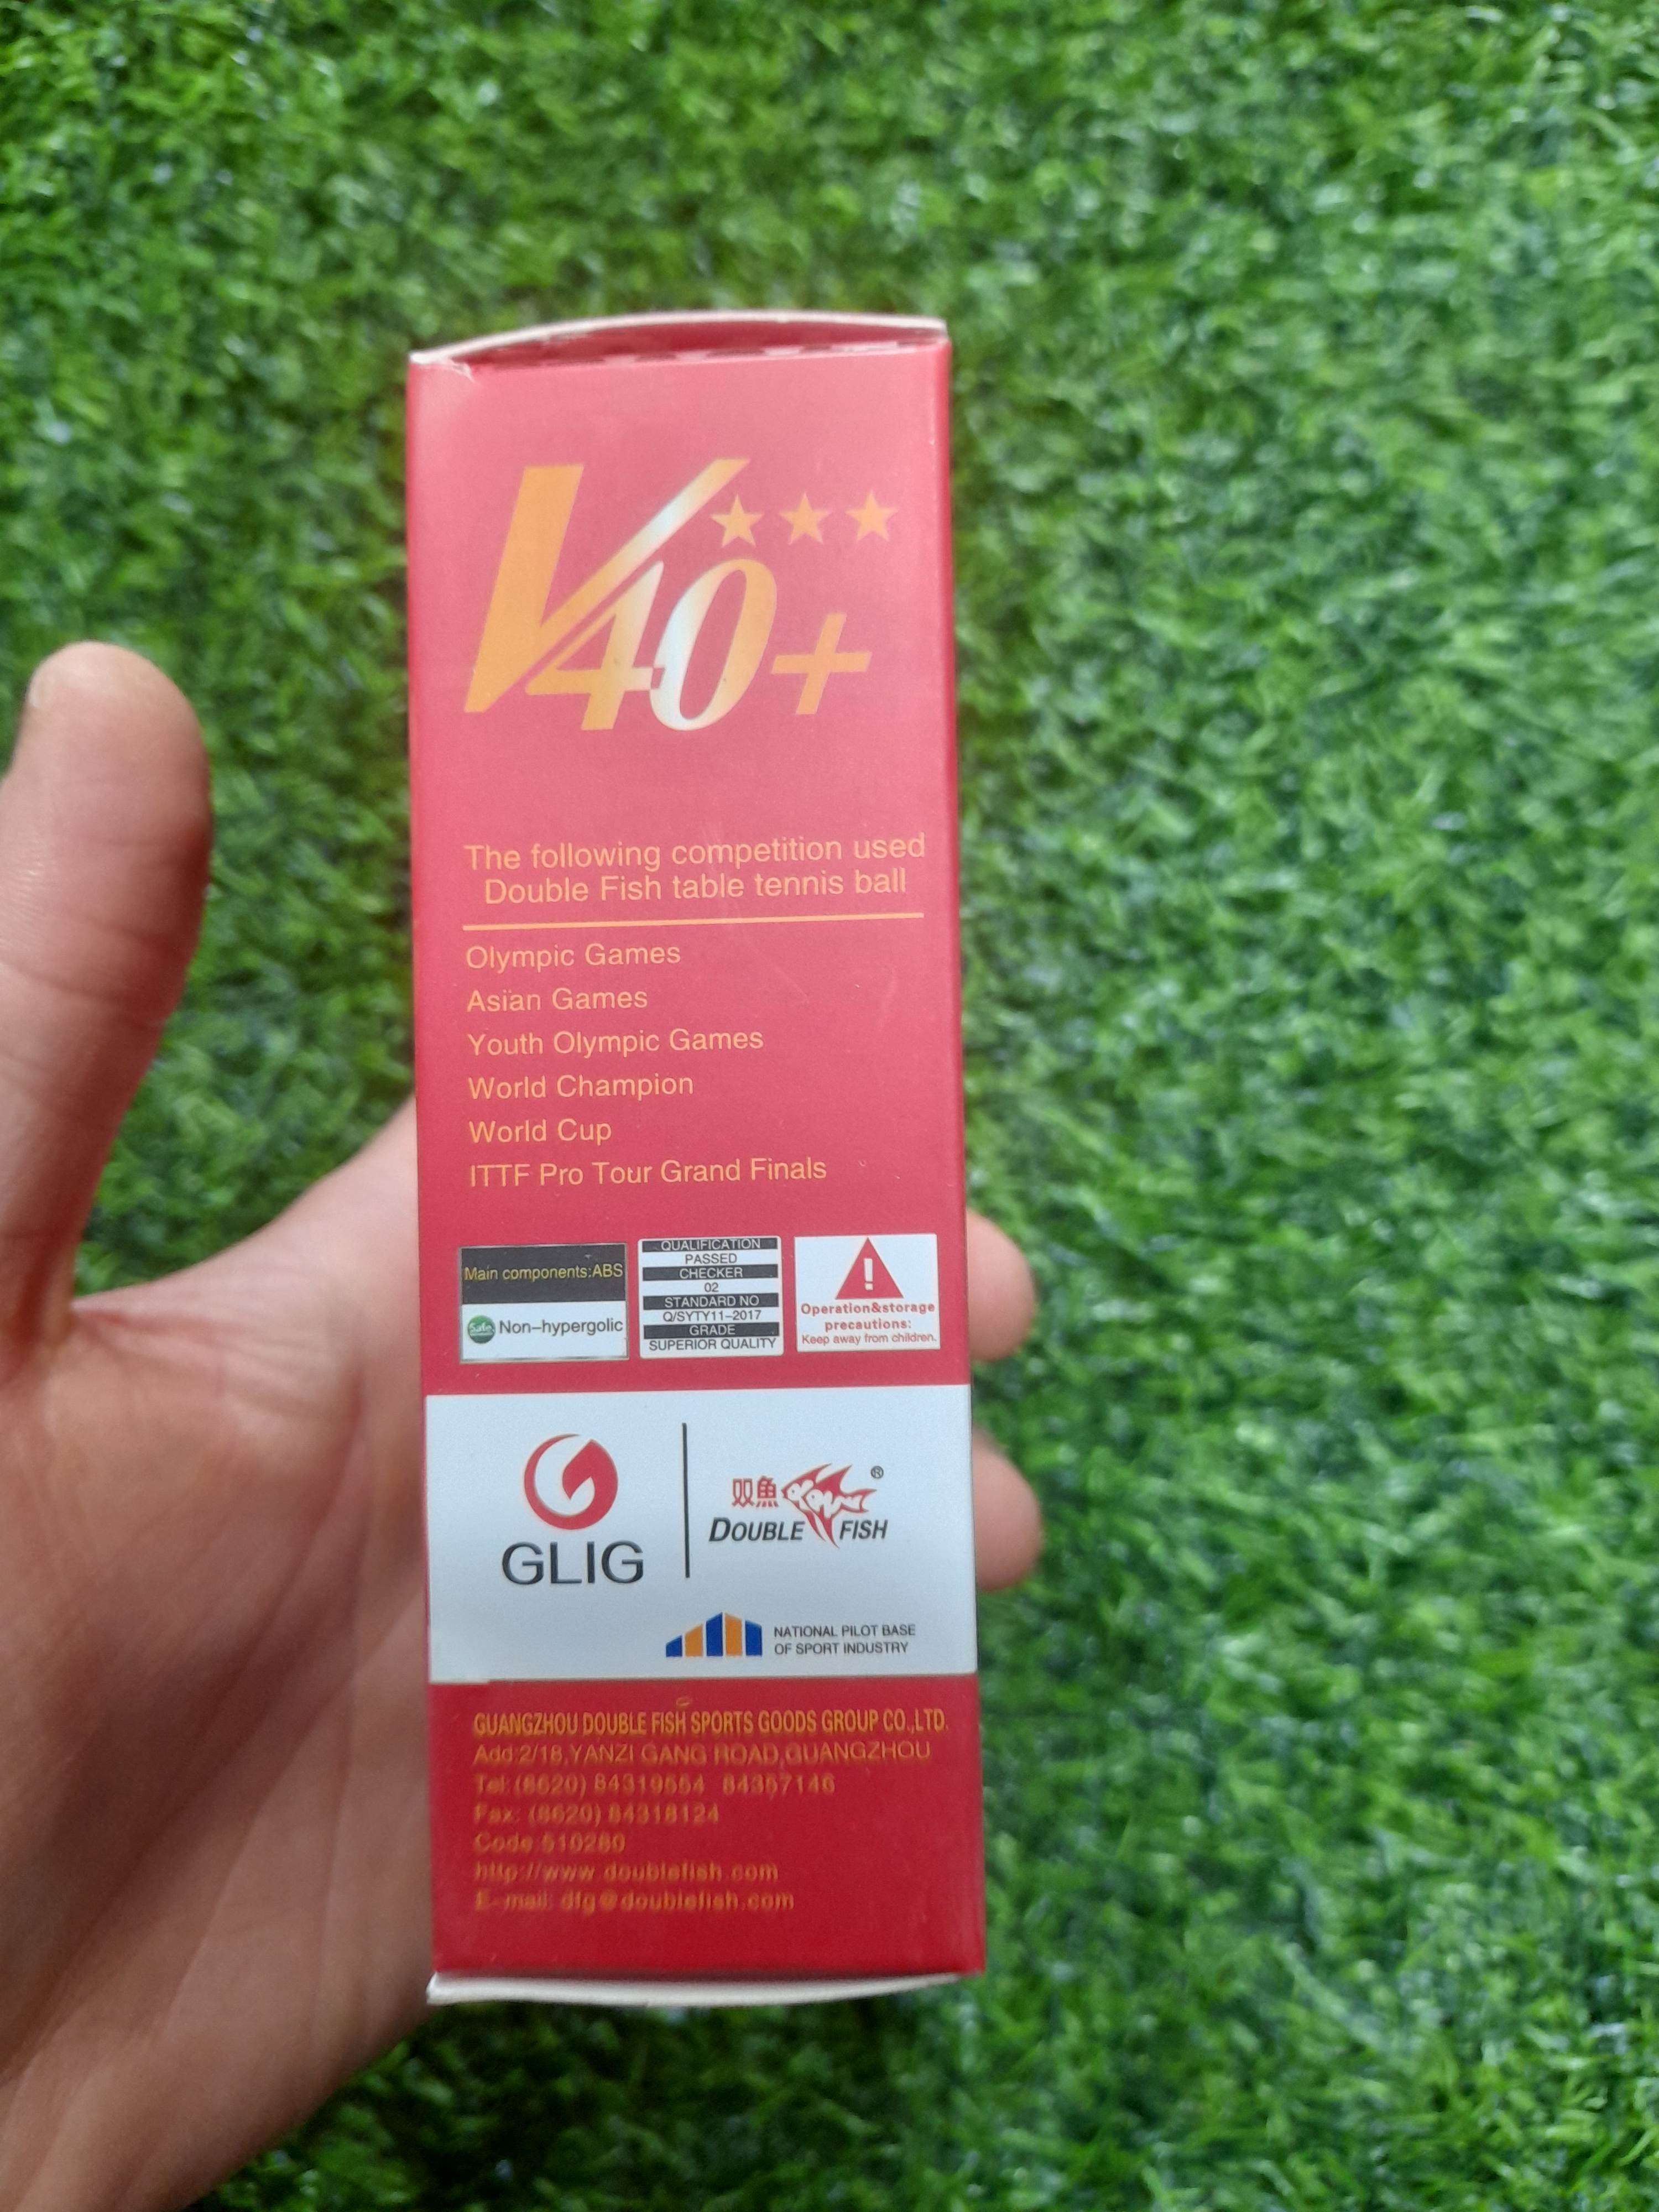 V40+ ★★★
The following competition used
Double Fish table tennis ball
Olympic Games
Asian Games
Youth Olympic Games
World Champion
World Cup
ITTF Pro Tour Grand Finals
Main components:ABS
Safe Non-hypergolic
QUALIFICATION
PASSED
CHECKER
02
STANDARD NO
Q/SYTY11-2017
GRADE
SUPERIOR QUALITY
!
Operation&storage
precautions:
Keep away from children.
GLIG
双魚 ®
DOUBLE FISH
NATIONAL PILOT BASE
OF SPORT INDUSTRY
GUANGZHOU DOUBLE FISH SPORTS GOODS GROUP CO.,LTD.
Add:2/18,YANZI GANG ROAD,GUANGZHOU
Tel:(8620) 84319554 84357146
Fax: (8620) 84318124
Code:510280
http://www.doublefish.com
E-mail: dfg@doublefish.com